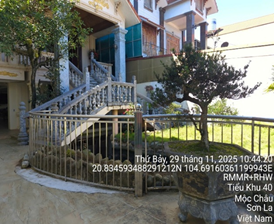 Thứ Bảy, 29 tháng 11, 2025 10:44:20
20.834593488291212N 104.69160361199943E
RMMR+RHW
Tiểu Khu 40
Mộc Châu
Sơn La
Việt Nam